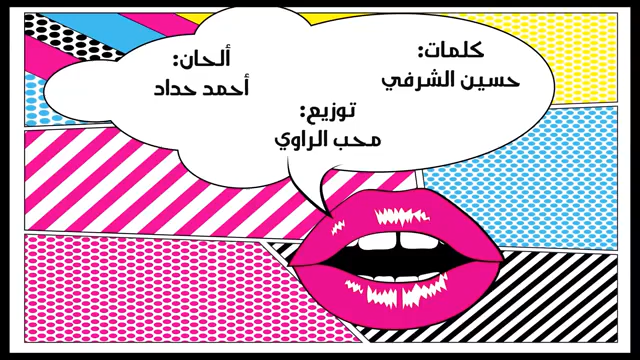 كلمات:
حسين الشرفي
ألحان:
أحمد حداد
توزيع:
محب الراوي